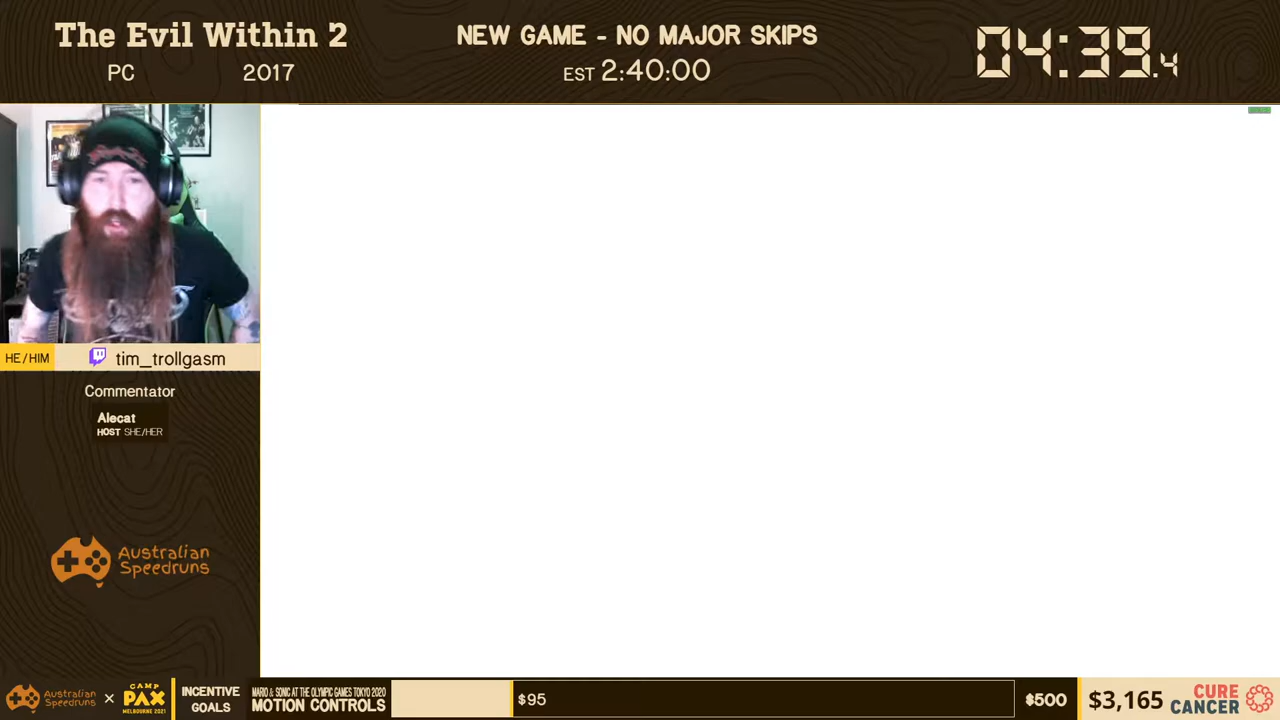 The Evil Within 2
PC 2017
NEW GAME - NO MAJOR SKIPS
EST 2:40:00
04:39.4
HE/HIM tim_trollgasm
Commentator
Alecat
HOST SHE/HER
Australian
Speedruns
Australian
Speedruns
×
CAMP
PAX
MELBOURNE 2021
INCENTIVE
GOALS
MARIO & SONIC AT THE OLYMPIC GAMES TOKYO 2020
MOTION CONTROLS
$95
$500
$3,165
CURE
CANCER